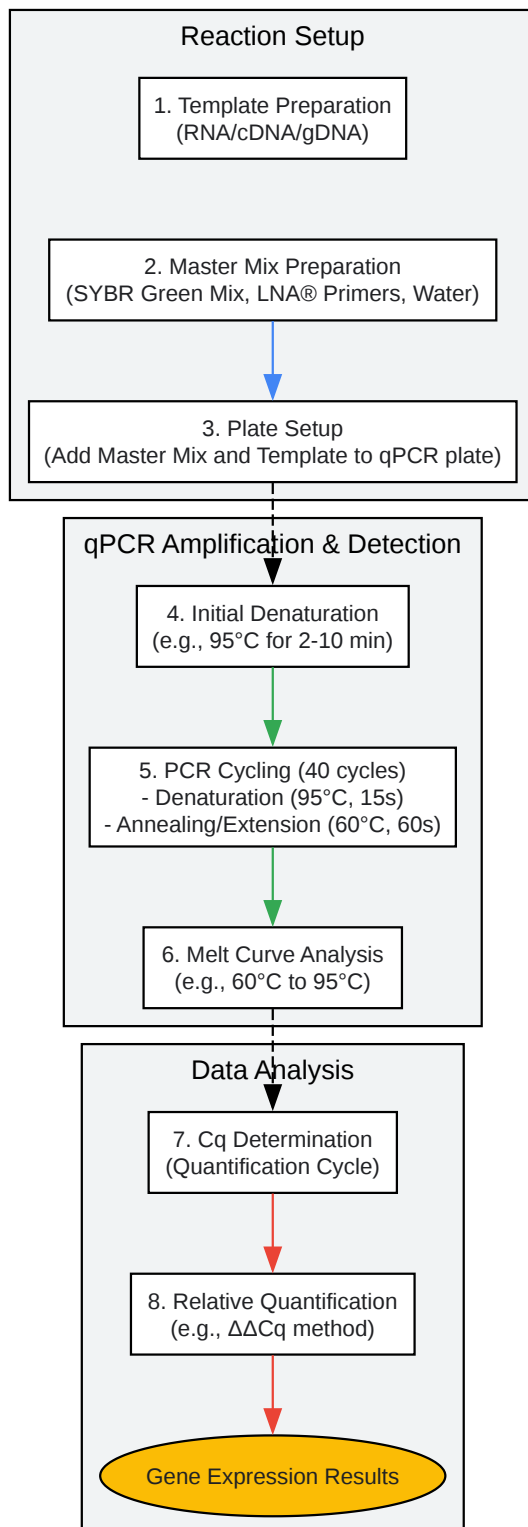 Reaction Setup
1. Template Preparation
(RNA/cDNA/gDNA)
2. Master Mix Preparation
(SYBR Green Mix, LNA® Primers, Water)
3. Plate Setup
(Add Master Mix and Template to qPCR plate)
qPCR Amplification & Detection
4. Initial Denaturation
(e.g., 95°C for 2-10 min)
5. PCR Cycling (40 cycles)
- Denaturation (95°C, 15s)
- Annealing/Extension (60°C, 60s)
6. Melt Curve Analysis
(e.g., 60°C to 95°C)
Data Analysis
7. Cq Determination
(Quantification Cycle)
8. Relative Quantification
(e.g., ΔΔCq method)
Gene Expression Results